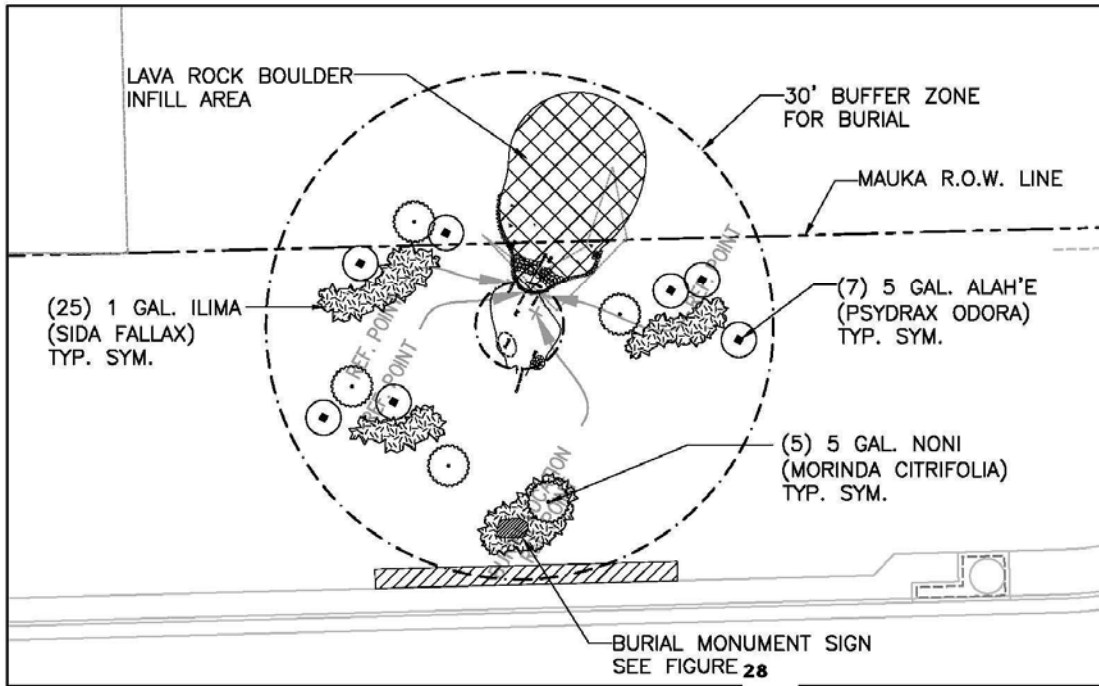 LAVA ROCK BOULDER
INFILL AREA
30' BUFFER ZONE
FOR BURIAL
MAUKA R.O.W. LINE
REF. POINT
(25) 1 GAL. ILIMA
(SIDA FALLAX)
TYP. SYM.
(7) 5 GAL. ALAH'E
(PSYDRAX ODORA)
TYP. SYM.
REF. POINT
REF. POINT
(5) 5 GAL. NONI
(MORINDA CITRIFOLIA)
TYP. SYM.
BURIAL MONUMENT SIGN
SEE FIGURE 28